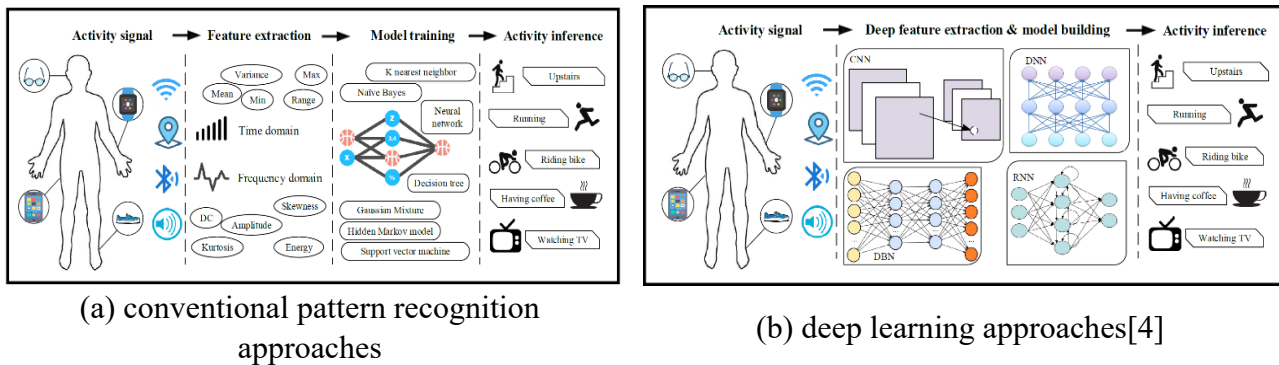 Activity signal
Feature extraction
Model training
Activity inference
Variance
Max
Mean
Min
Range
Time domain
Frequency domain
Skewness
DC
Amplitude
Kurtosis
Energy
K nearest neighbor
Naïve Bayes
Neural
network
Z
X
Decision tree
Gaussian Mixture
Hidden Markov model
Support vector machine
Upstairs
Running
Riding bike
Having coffee
Watching TV
(a) conventional pattern recognition
approaches
Activity signal
Deep feature extraction & model building
Activity inference
CNN
DNN
DBN
RNN
Upstairs
Running
Riding bike
Having coffee
Watching TV
(b) deep learning approaches[4]